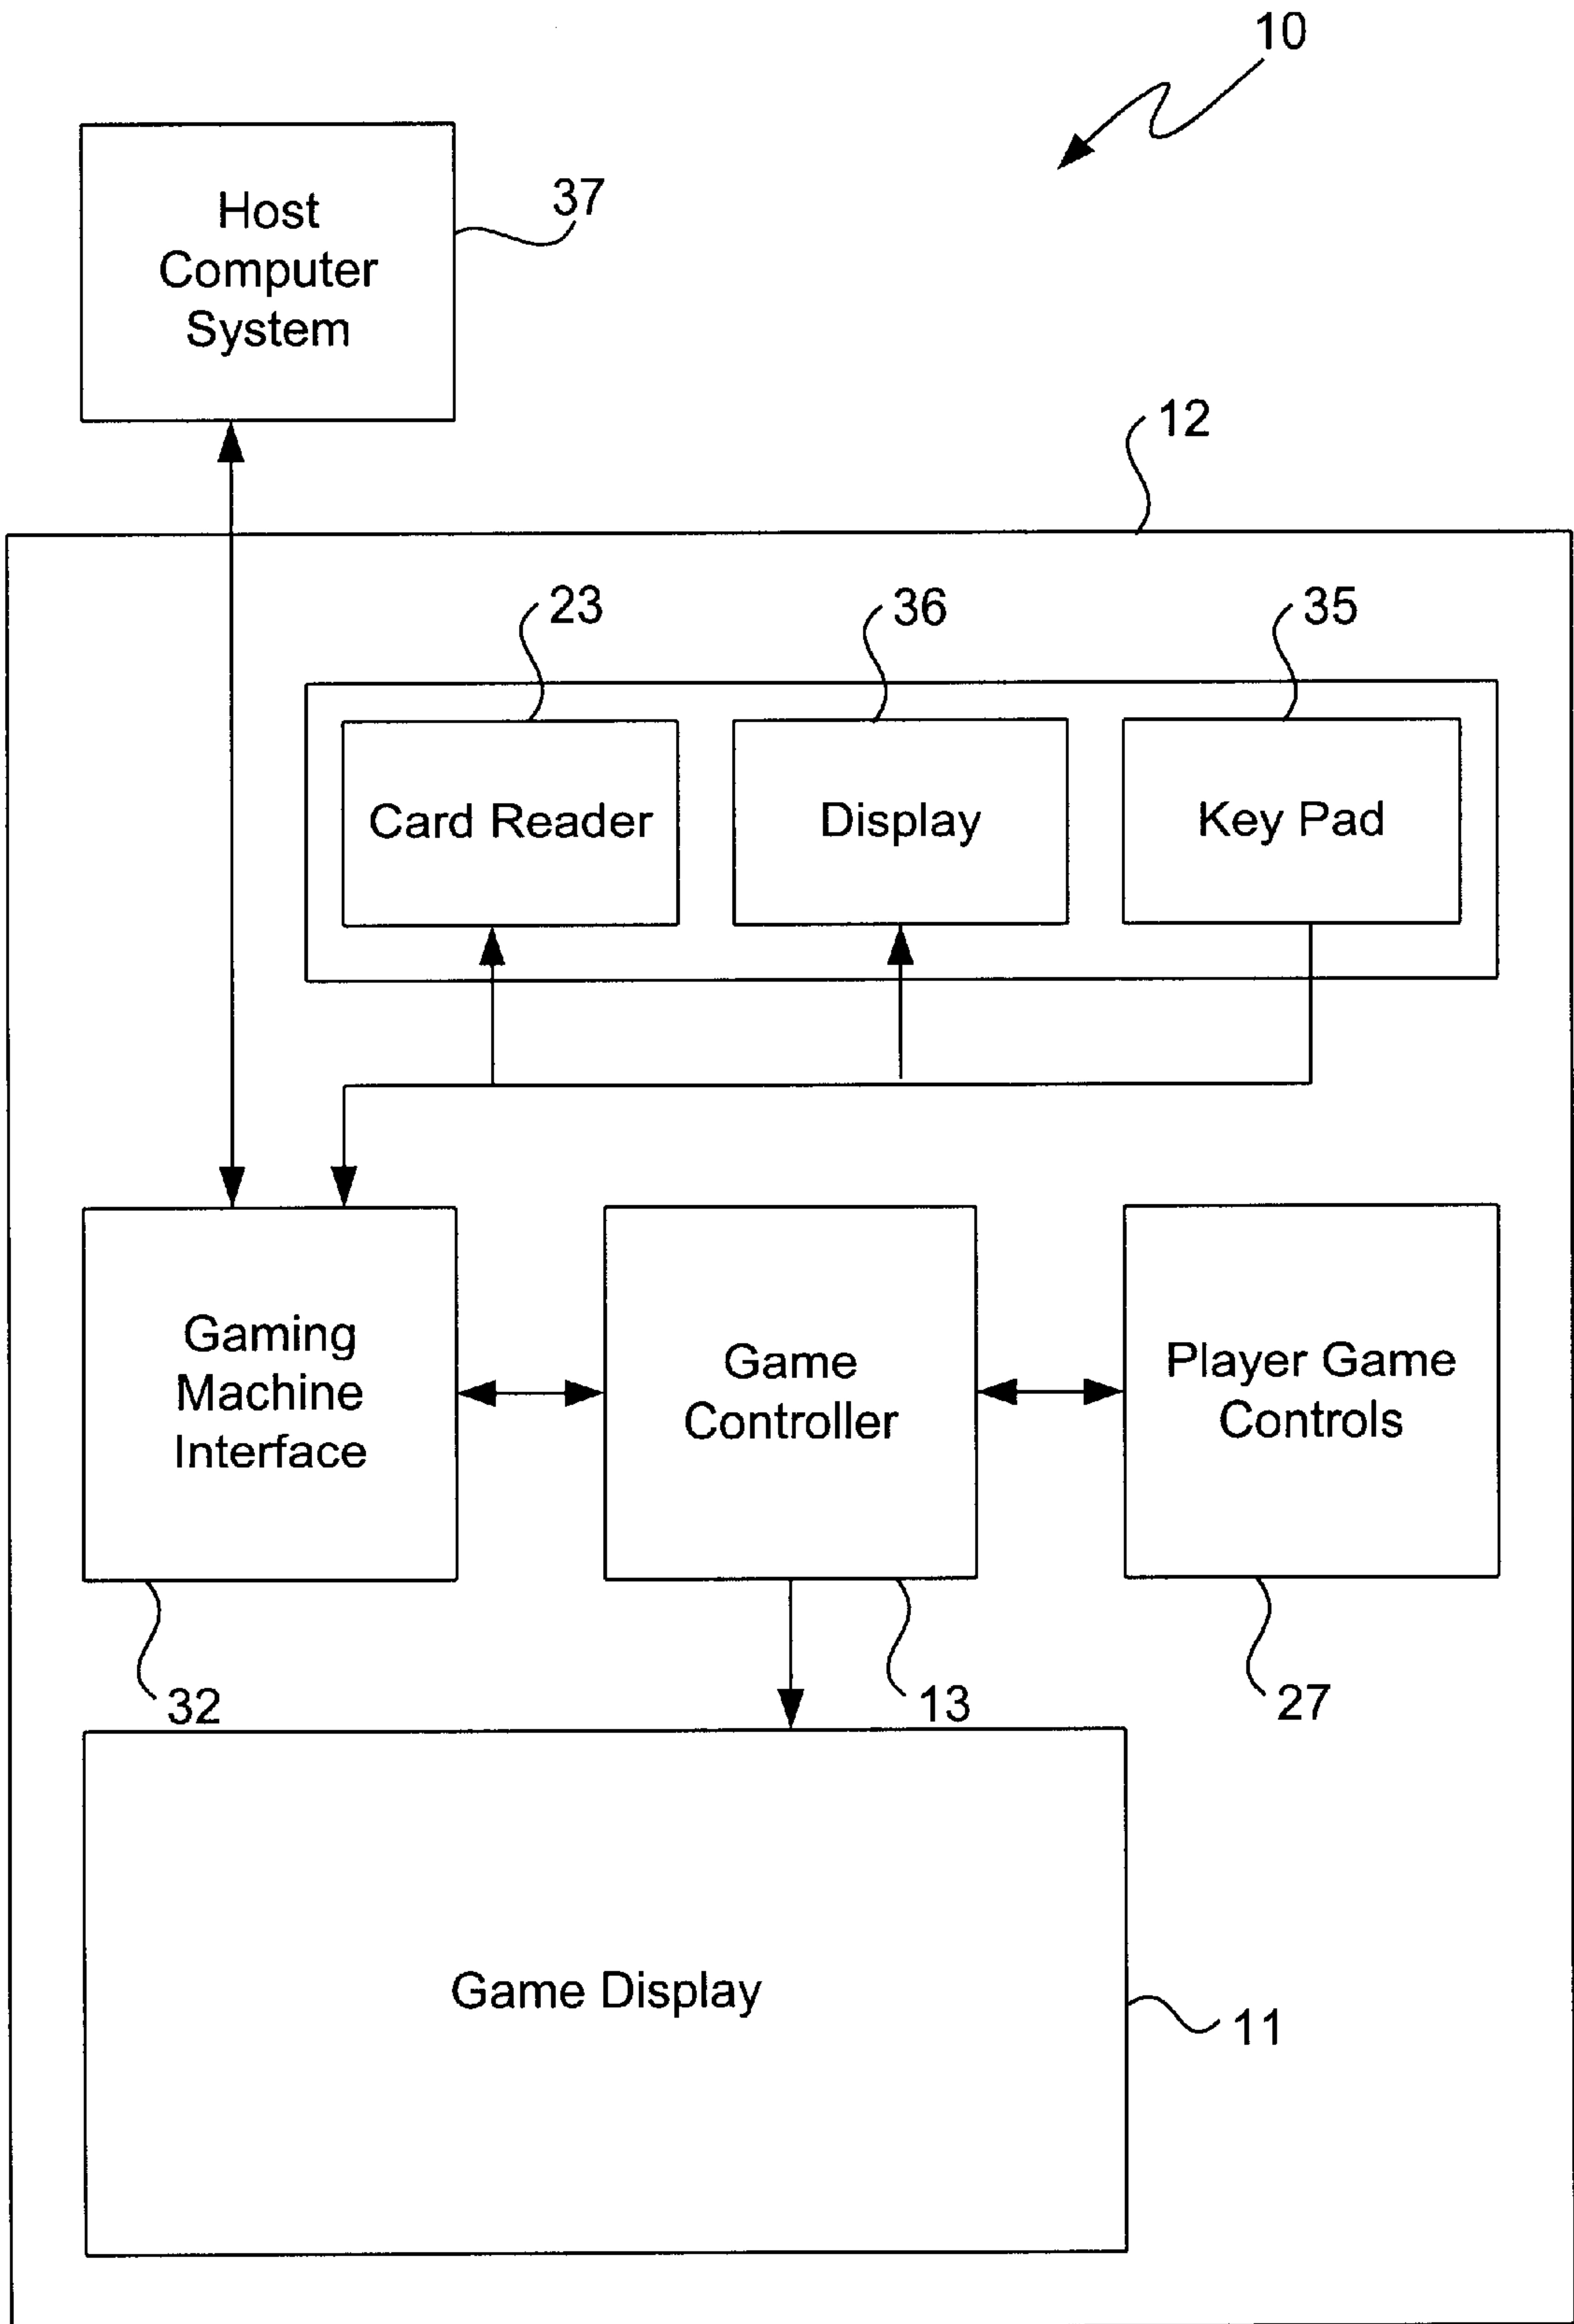 10
Host
Computer
System
37
12
23
36
35
Card Reader
Display
Key Pad
Gaming
Machine
Interface
Game
Controller
Player Game
Controls
32
13
27
Game Display
11